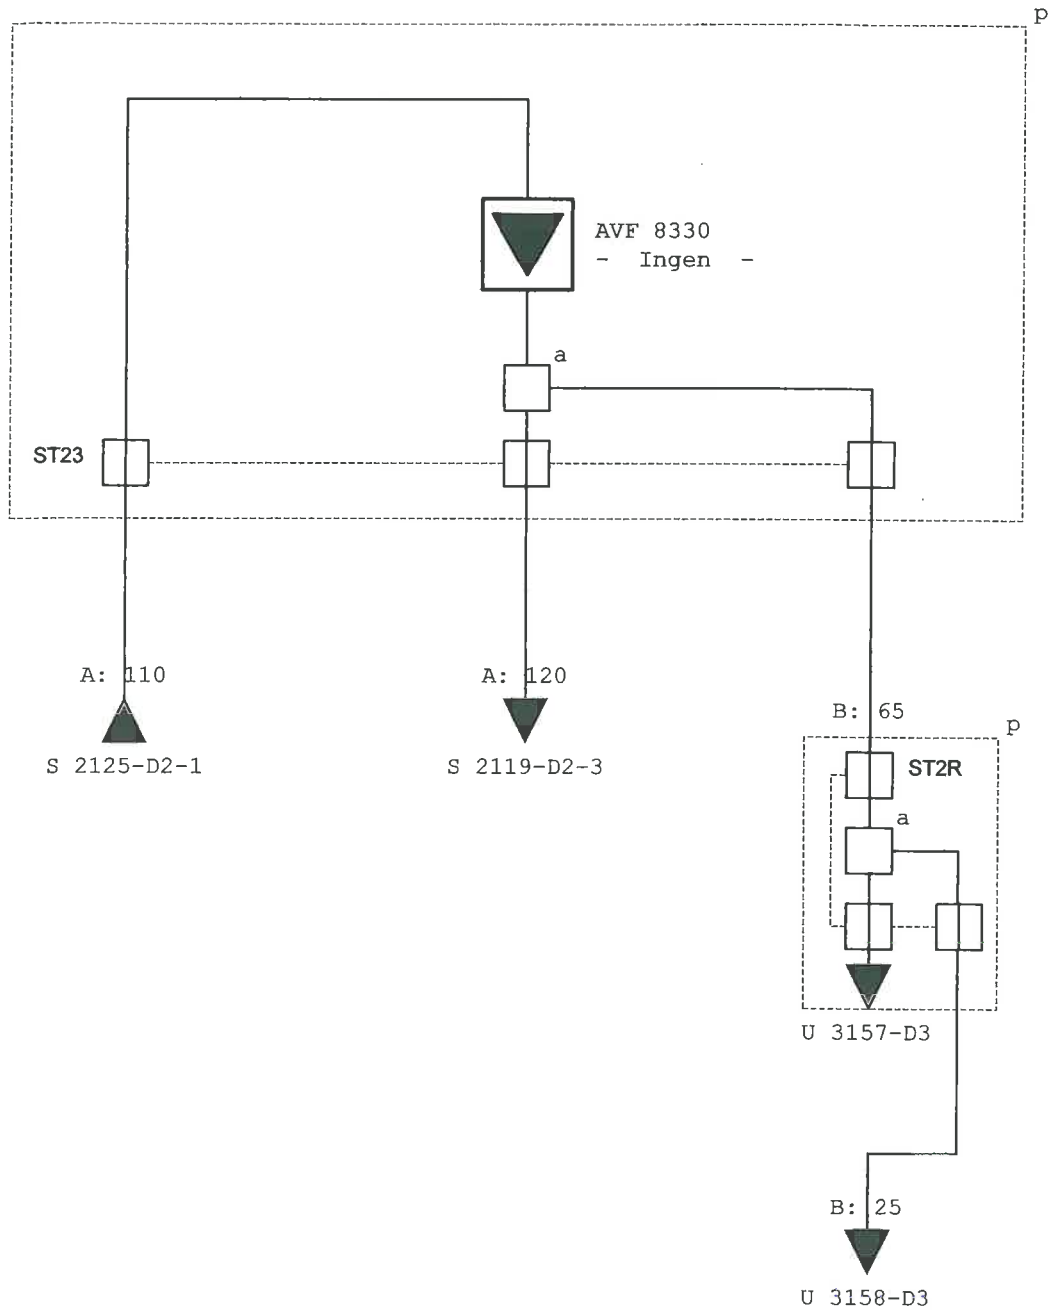 p
AVF 8330
-  Ingen  -
a
ST23
A: 110
A: 120
B: 65
S 2125-D2-1
S 2119-D2-3
p
ST2R
a
U 3157-D3
B: 25
U 3158-D3